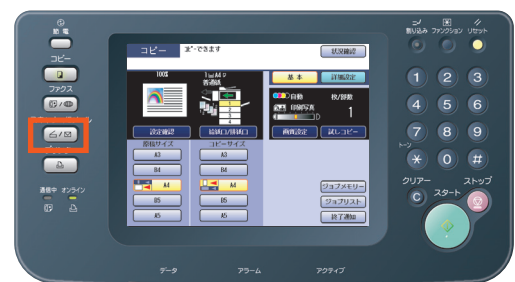 節電
コピー
ファクス
通信中 オンライン
コピー コピーできます 状況確認
100% 1 A4 普通紙
基本 詳細設定
自動 枚/部数
印刷写真 1
設定確認 給紙口/排紙口 画質設定 試しコピー
原稿サイズ コピーサイズ
A3 A3
B4 B4
A4 A4 ジョブメモリー
B5 B5 ジョブリスト
A5 A5 終了通知
データ アラーム アクティブ
割り込み ファンクション リセット
1 2 3
4 5 6
7 8 9
トーン
* 0 #
クリアー ストップ
C スタート